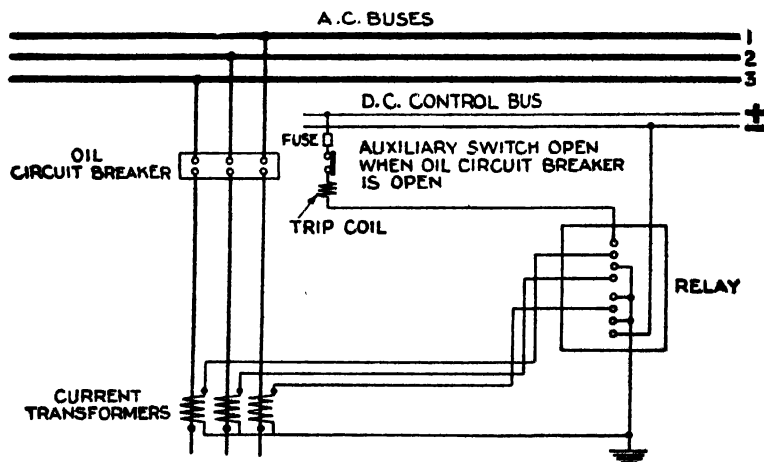 A.C. BUSES
1
2
3
D.C. CONTROL BUS
+
−
FUSE
AUXILIARY SWITCH OPEN
WHEN OIL CIRCUIT BREAKER
IS OPEN
OIL
CIRCUIT BREAKER
TRIP COIL
RELAY
CURRENT
TRANSFORMERS